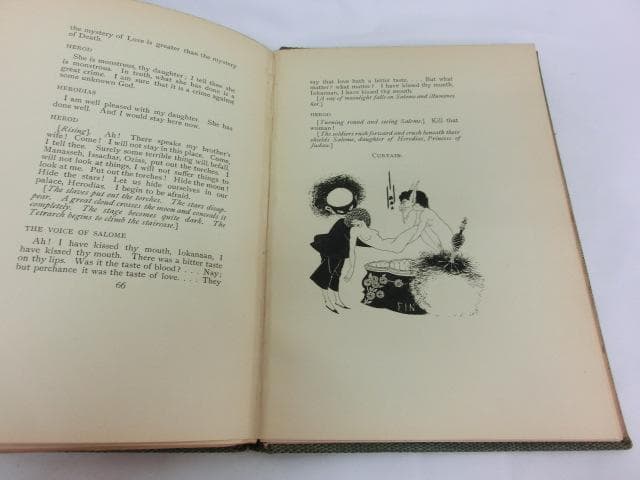 the mystery of Love is greater than the mystery
of Death.
HEROD
She is monstrous, thy daughter; I tell thee she
is monstrous. In truth, what she has done is a
great crime. I am sure that it is a crime against
some unknown God.
HERODIAS
I am well pleased with my daughter. She has
done well. And I would stay here now.
HEROD
[Rising]. Ah! There speaks my brother's
wife! Come! I will not stay in this place. Come,
I tell thee. Surely some terrible thing will befall.
Manasseh, Issachar, Ozias, put out the torches. I
will not look at things, I will not suffer things to
look at me. Put out the torches! Hide the moon!
Hide the stars! Let us hide ourselves in our
palace, Herodias. I begin to be afraid.
[The slaves put out the torches. The stars disap-
pear. A great cloud crosses the moon and conceals it
completely. The stage becomes quite dark. The
Tetrarch begins to climb the staircase.]
THE VOICE OF SALOME
Ah! I have kissed thy mouth, Iokanaan, I
have kissed thy mouth. There was a bitter taste
on thy lips. Was it the taste of blood? . . . Nay;
but perchance it was the taste of love. . . . They
66
say that love hath a bitter taste. . . . But what
matter? what matter? I have kissed thy mouth,
Iokanaan, I have kissed thy mouth.
[A ray of moonlight falls on Salome and illumines
her.]
HEROD
[Turning round and seeing Salome.] Kill that
woman!
[The soldiers rush forward and crush beneath their
shields Salome, daughter of Herodias, Princess of
Judæa.]
CURTAIN.
FIN